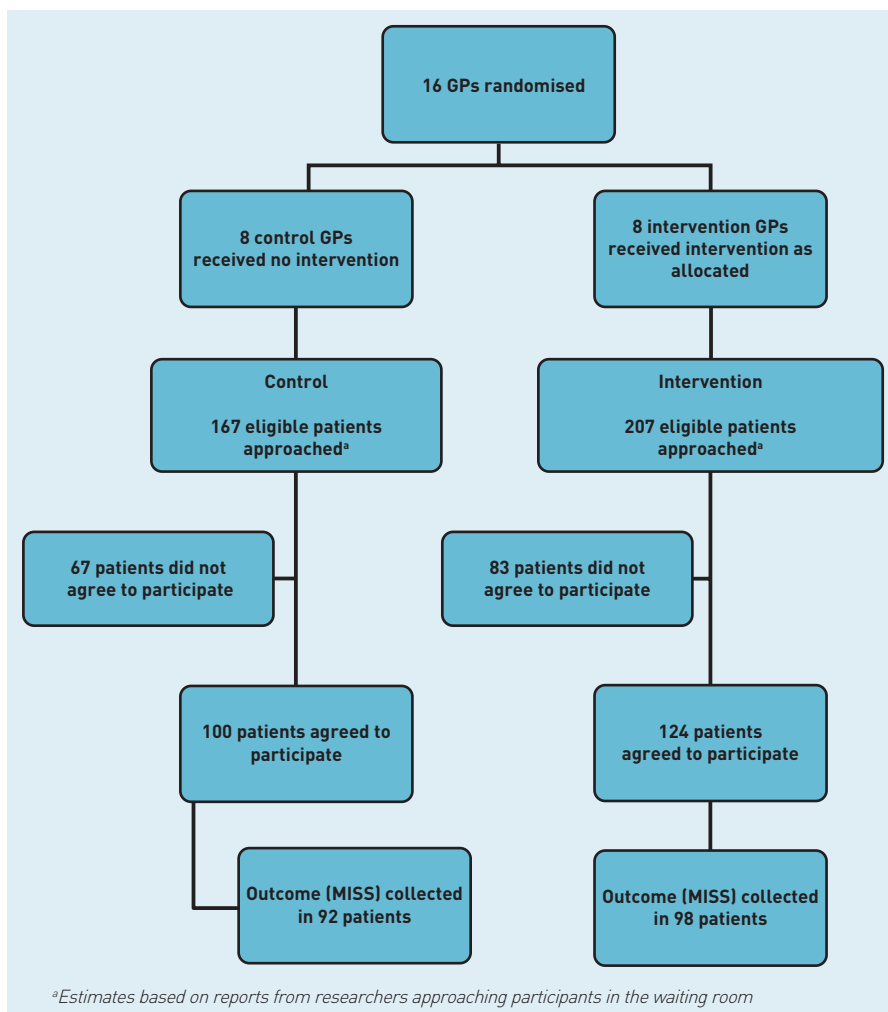 16 GPs randomised
8 control GPs
received no intervention
8 intervention GPs
received intervention as
allocated
Control
167 eligible patients
approachedᵃ
Intervention
207 eligible patients
approachedᵃ
67 patients did not
agree to participate
83 patients did not
agree to participate
100 patients agreed to
participate
124 patients
agreed to participate
Outcome (MISS) collected
in 92 patients
Outcome (MISS) collected
in 98 patients
ᵃEstimates based on reports from researchers approaching participants in the waiting room